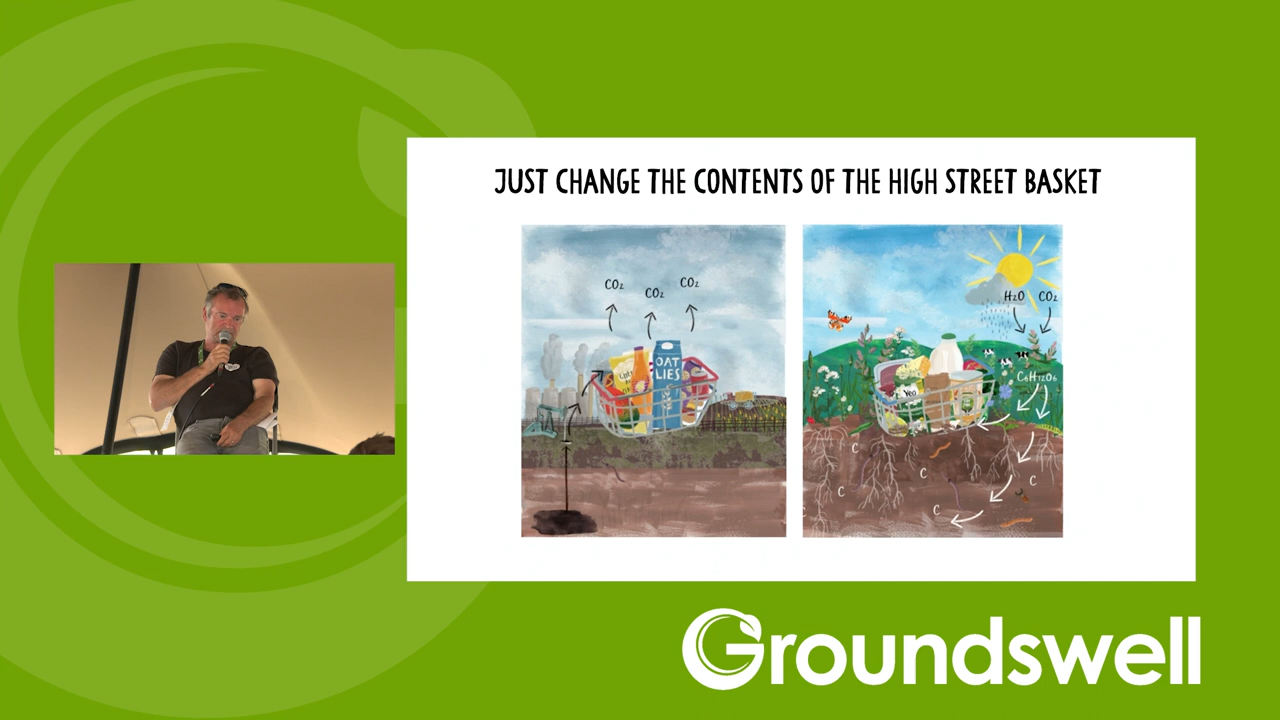 JUST CHANGE THE CONTENTS OF THE HIGH STREET BASKET
CO₂
CO₂
CO₂
OAT
LIES
H₂O
CO₂
C₆H₁₂O₆
Yeo
C
C
C
C
C
Groundswell